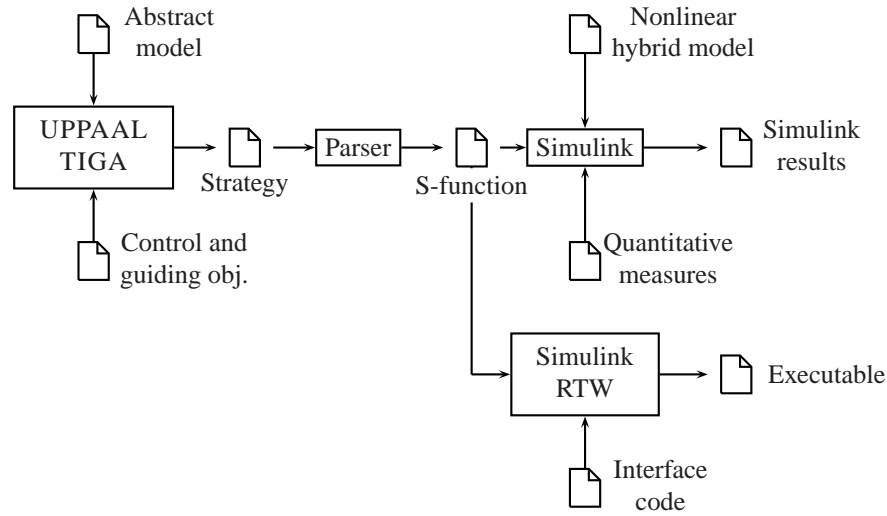 Abstract
model
Nonlinear
hybrid model
UPPAAL
TIGA
Strategy
Parser
S-function
Simulink
Simulink
results
Control and
guiding obj.
Quantitative
measures
Simulink
RTW
Executable
Interface
code